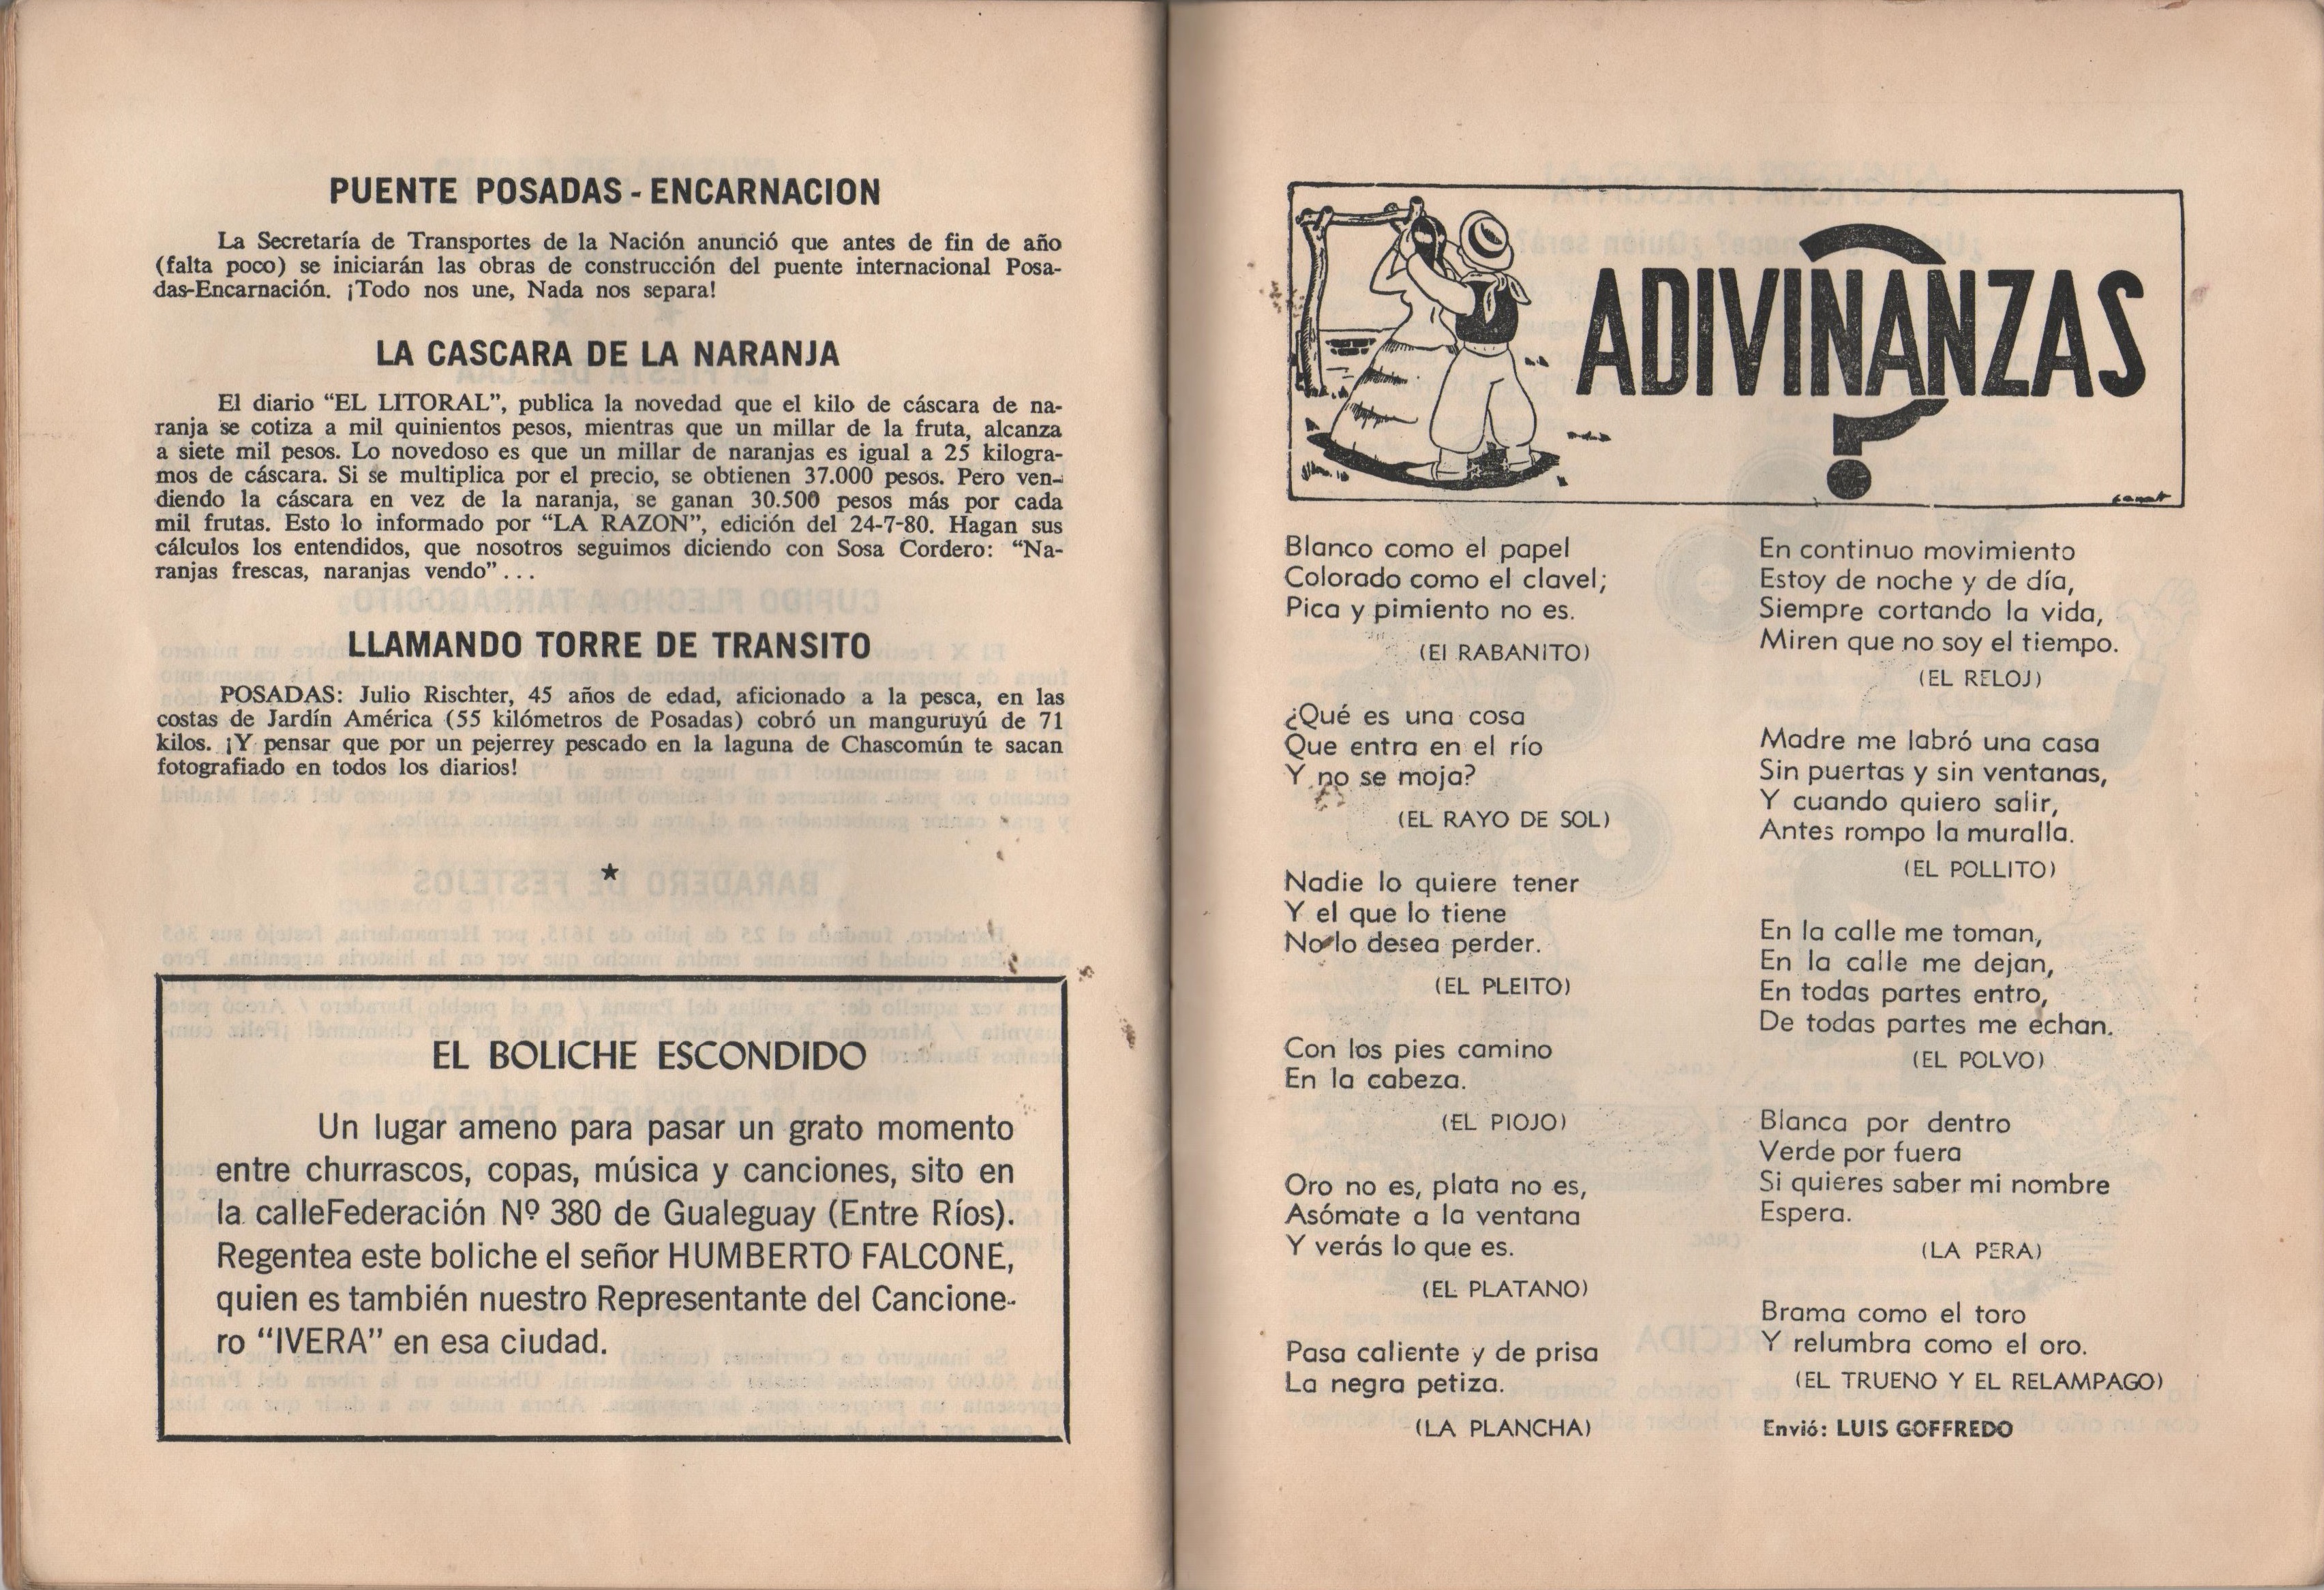 PUENTE POSADAS - ENCARNACION
La Secretaría de Transportes de la Nación anunció que antes de fin de año
(falta poco) se iniciarán las obras de construcción del puente internacional Posa-
das-Encarnación. ¡Todo nos une, Nada nos separa!
LA CASCARA DE LA NARANJA
El diario “EL LITORAL”, publica la novedad que el kilo de cáscara de na-
ranja se cotiza a mil quinientos pesos, mientras que un millar de la fruta, alcanza
a siete mil pesos. Lo novedoso es que un millar de naranjas es igual a 25 kilogra-
mos de cáscara. Si se multiplica por el precio, se obtienen 37.000 pesos. Pero ven-
diendo la cáscara en vez de la naranja, se ganan 30.500 pesos más por cada
mil frutas. Esto lo informado por “LA RAZON”, edición del 24-7-80. Hagan sus
cálculos los entendidos, que nosotros seguimos diciendo con Sosa Cordero: “Na-
ranjas frescas, naranjas vendo”...
LLAMANDO TORRE DE TRANSITO
POSADAS: Julio Rischter, 45 años de edad, aficionado a la pesca, en las
costas de Jardín América (55 kilómetros de Posadas) cobró un manguruyú de 71
kilos. ¡Y pensar que por un pejerrey pescado en la laguna de Chascomún te sacan
fotografiado en todos los diarios!
★
EL BOLICHE ESCONDIDO
Un lugar ameno para pasar un grato momento
entre churrascos, copas, música y canciones, sito en
la calleFederación Nº 380 de Gualeguay (Entre Ríos).
Regentea este boliche el señor HUMBERTO FALCONE,
quien es también nuestro Representante del Cancione-
ro “IVERA” en esa ciudad.
ADIVINANZAS
Blanco como el papel
Colorado como el clavel;
Pica y pimiento no es.
(El RABANITO)
¿Qué es una cosa
Que entra en el río
Y no se moja?
(EL RAYO DE SOL)
Nadie lo quiere tener
Y el que lo tiene
No lo desea perder.
(EL PLEITO)
Con los pies camino
En la cabeza.
(EL PIOJO)
Oro no es, plata no es,
Asómate a la ventana
Y verás lo que es.
(EL PLATANO)
Pasa caliente y de prisa
La negra petiza.
(LA PLANCHA)
En continuo movimiento
Estoy de noche y de día,
Siempre cortando la vida,
Miren que no soy el tiempo.
(EL RELOJ)
Madre me labró una casa
Sin puertas y sin ventanas,
Y cuando quiero salir,
Antes rompo la muralla.
(EL POLLITO)
En la calle me toman,
En la calle me dejan,
En todas partes entro,
De todas partes me echan.
(EL POLVO)
Blanca por dentro
Verde por fuera
Si quieres saber mi nombre
Espera.
(LA PERA)
Brama como el toro
Y relumbra como el oro.
(EL TRUENO Y EL RELAMPAGO)
Envió: LUIS GOFFREDO